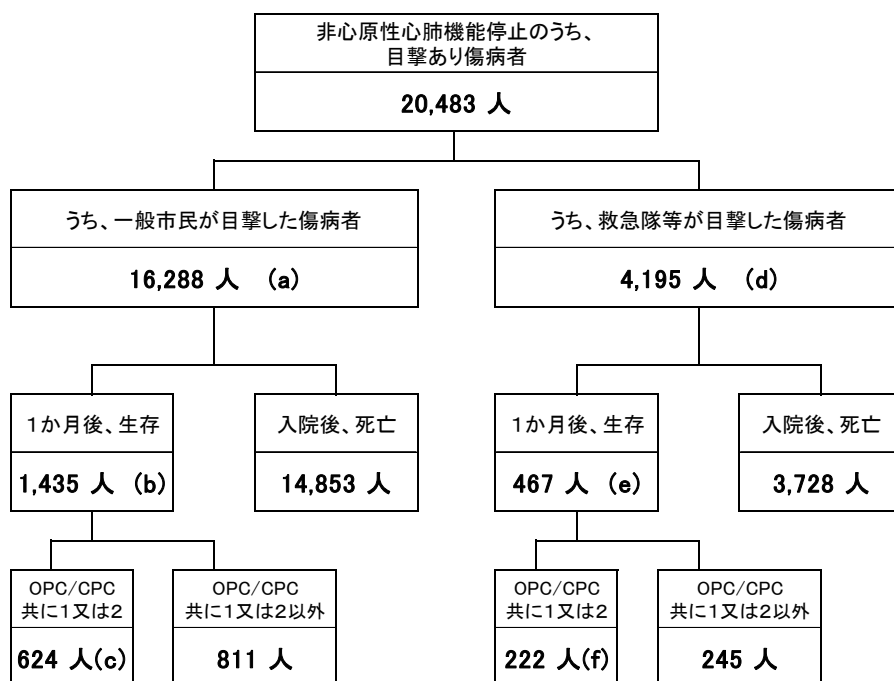 非心原性心肺機能停止のうち、
目撃あり傷病者
20,483 人
うち、一般市民が目撃した傷病者
16,288 人 (a)
うち、救急隊等が目撃した傷病者
4,195 人 (d)
1か月後、生存
1,435 人 (b)
入院後、死亡
14,853 人
1か月後、生存
467 人 (e)
入院後、死亡
3,728 人
OPC/CPC
共に1又は2
624 人(c)
OPC/CPC
共に1又は2以外
811 人
OPC/CPC
共に1又は2
222 人(f)
OPC/CPC
共に1又は2以外
245 人